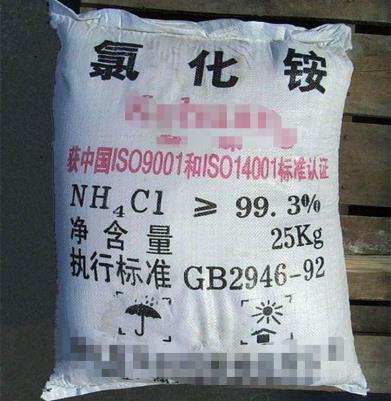 氯化铵
获中国ISO9001和ISO14001标准认证
NH₄Cl ≥ 99.3%
净含量 25Kg
执行标准 GB2946-92